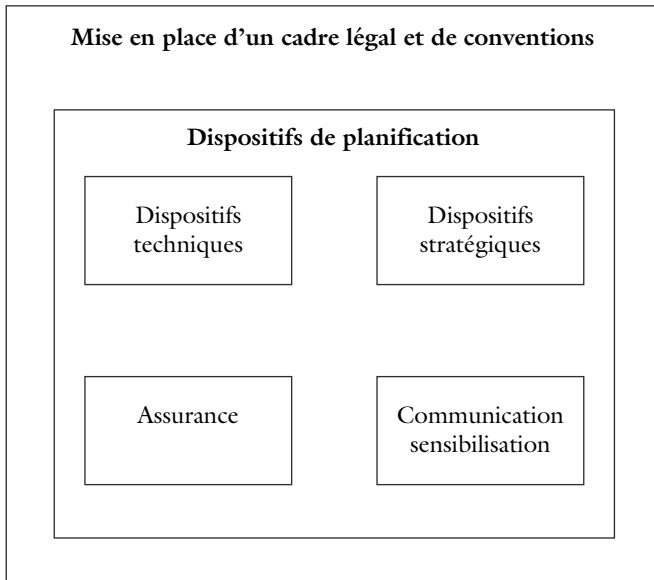 Mise en place d’un cadre légal et de conventions
Dispositifs de planification
Dispositifs
techniques
Dispositifs
stratégiques
Assurance
Communication
sensibilisation